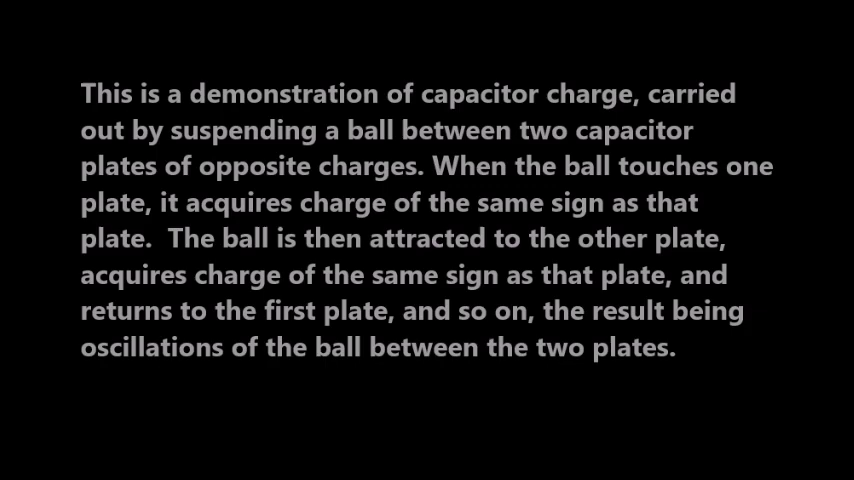 This is a demonstration of capacitor charge, carried
out by suspending a ball between two capacitor
plates of opposite charges. When the ball touches one
plate, it acquires charge of the same sign as that
plate.  The ball is then attracted to the other plate,
acquires charge of the same sign as that plate, and
returns to the first plate, and so on, the result being
oscillations of the ball between the two plates.